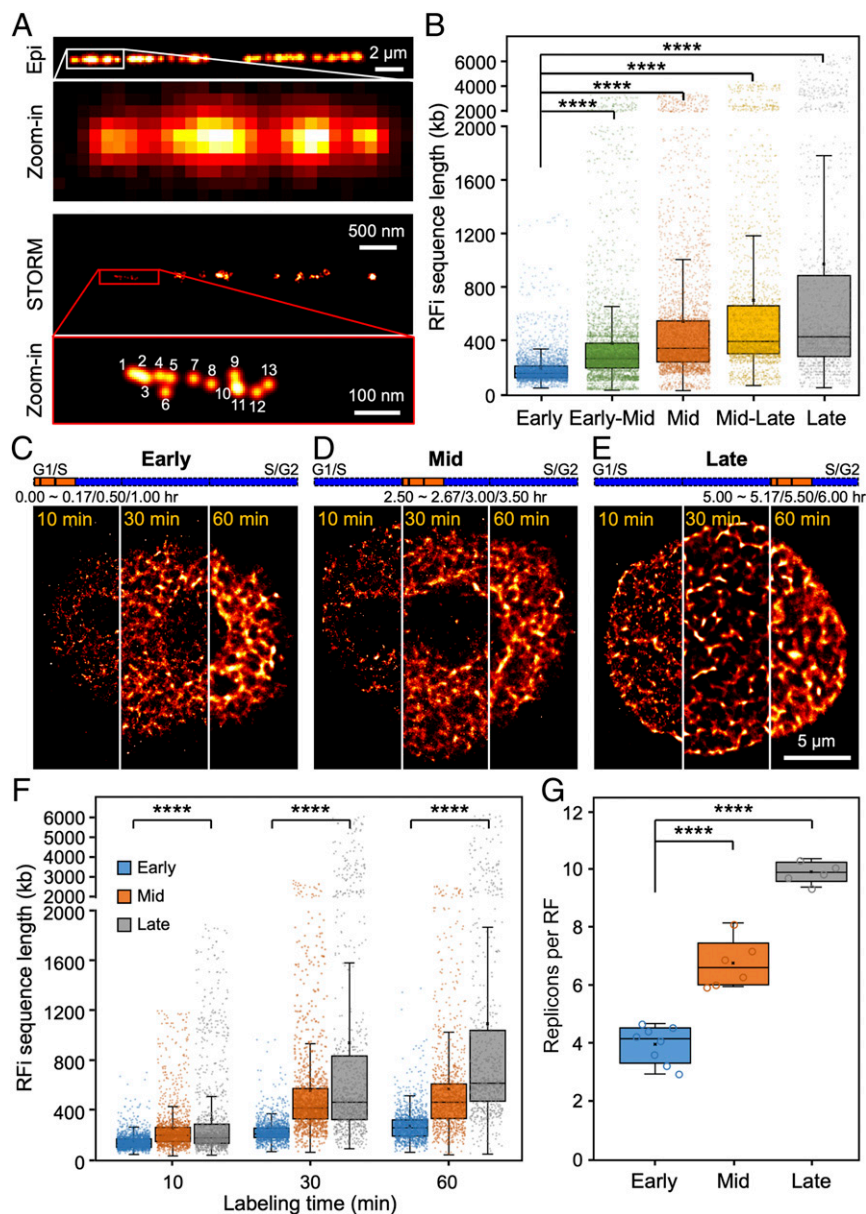 A
Epi
2 μm
Zoom-in
STORM
500 nm
Zoom-in
1 2 4 5 7 8 9 13
3 6 10 11 12
100 nm
B
RFi sequence length (kb)
6000
4000
2000
2000
1600
1200
800
400
0
****
****
****
****
Early Early-Mid Mid Mid-Late Late
C
Early
G1/S S/G2
0.00 ~ 0.17/0.50/1.00 hr
10 min 30 min 60 min
D
Mid
G1/S S/G2
2.50 ~ 2.67/3.00/3.50 hr
10 min 30 min 60 min
E
Late
G1/S S/G2
5.00 ~ 5.17/5.50/6.00 hr
10 min 30 min 60 min
5 μm
F
RFi sequence length (kb)
6000
5000
4000
3000
2000
2000
1600
1200
800
400
0
**** **** ****
Early
Mid
Late
10 30 60
Labeling time (min)
G
Replicons per RF
12
10
8
6
4
2
0
****
****
Early Mid Late